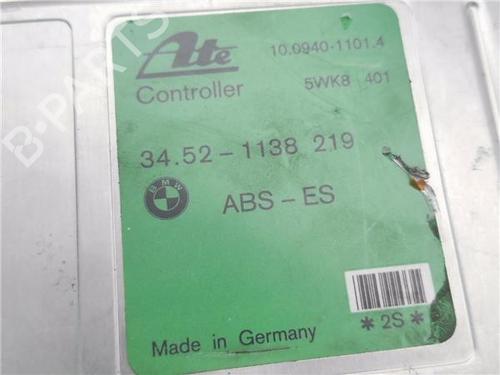 Ate
10.0940-1101.4
Controller
5WK8 401
34.52-1138 219
BMW
ABS-ES
*2S*
Made in Germany
B-PARTS